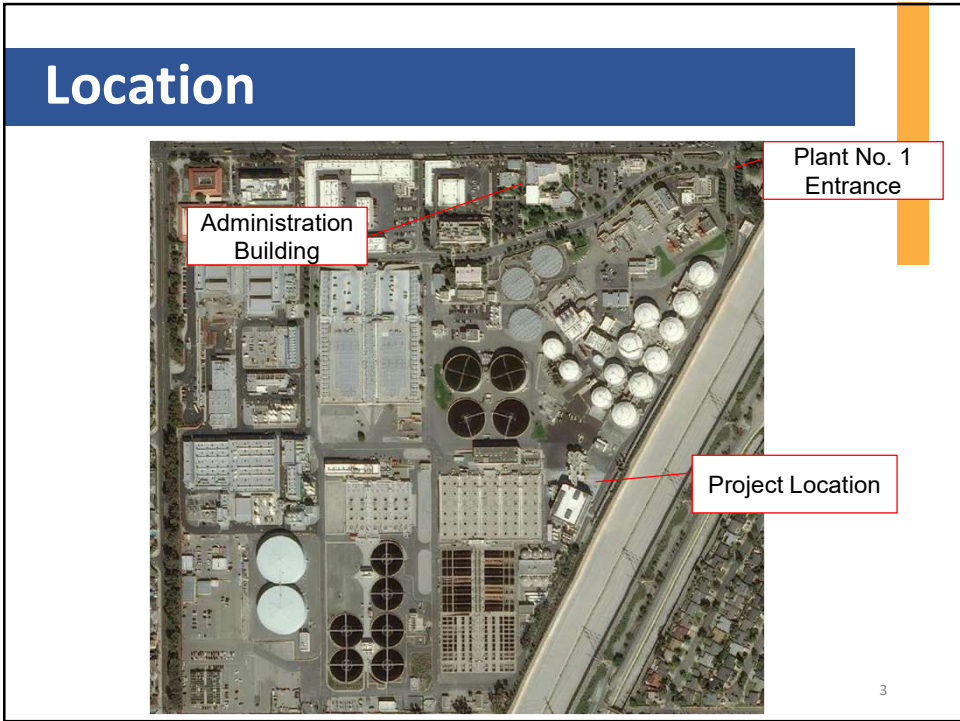 Location
Plant No. 1
Entrance
Administration
Building
Project Location
3